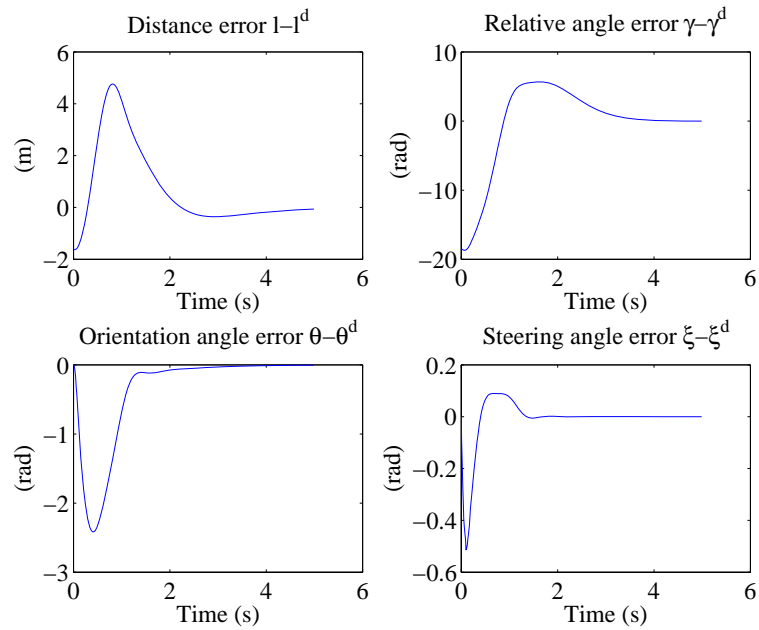 Distance error l–l^d
6
4
2
0
−2
(m)
0
2
4
6
Time (s)
Relative angle error γ–γ^d
10
0
−10
−20
(rad)
0
2
4
6
Time (s)
Orientation angle error θ–θ^d
0
−1
−2
−3
(rad)
0
2
4
6
Time (s)
Steering angle error ξ–ξ^d
0.2
0
−0.2
−0.4
−0.6
(rad)
0
2
4
6
Time (s)